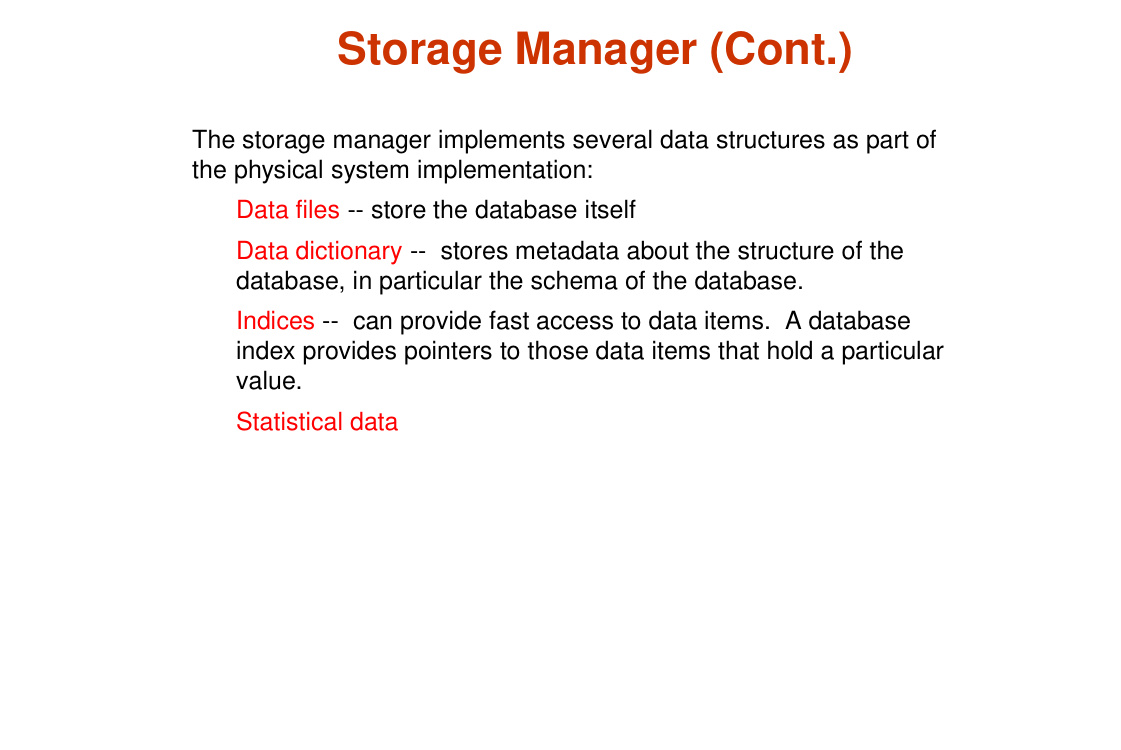 Storage Manager (Cont.)
The storage manager implements several data structures as part of
the physical system implementation:
Data files -- store the database itself
Data dictionary --  stores metadata about the structure of the
database, in particular the schema of the database.
Indices --  can provide fast access to data items.  A database
index provides pointers to those data items that hold a particular
value.
Statistical data